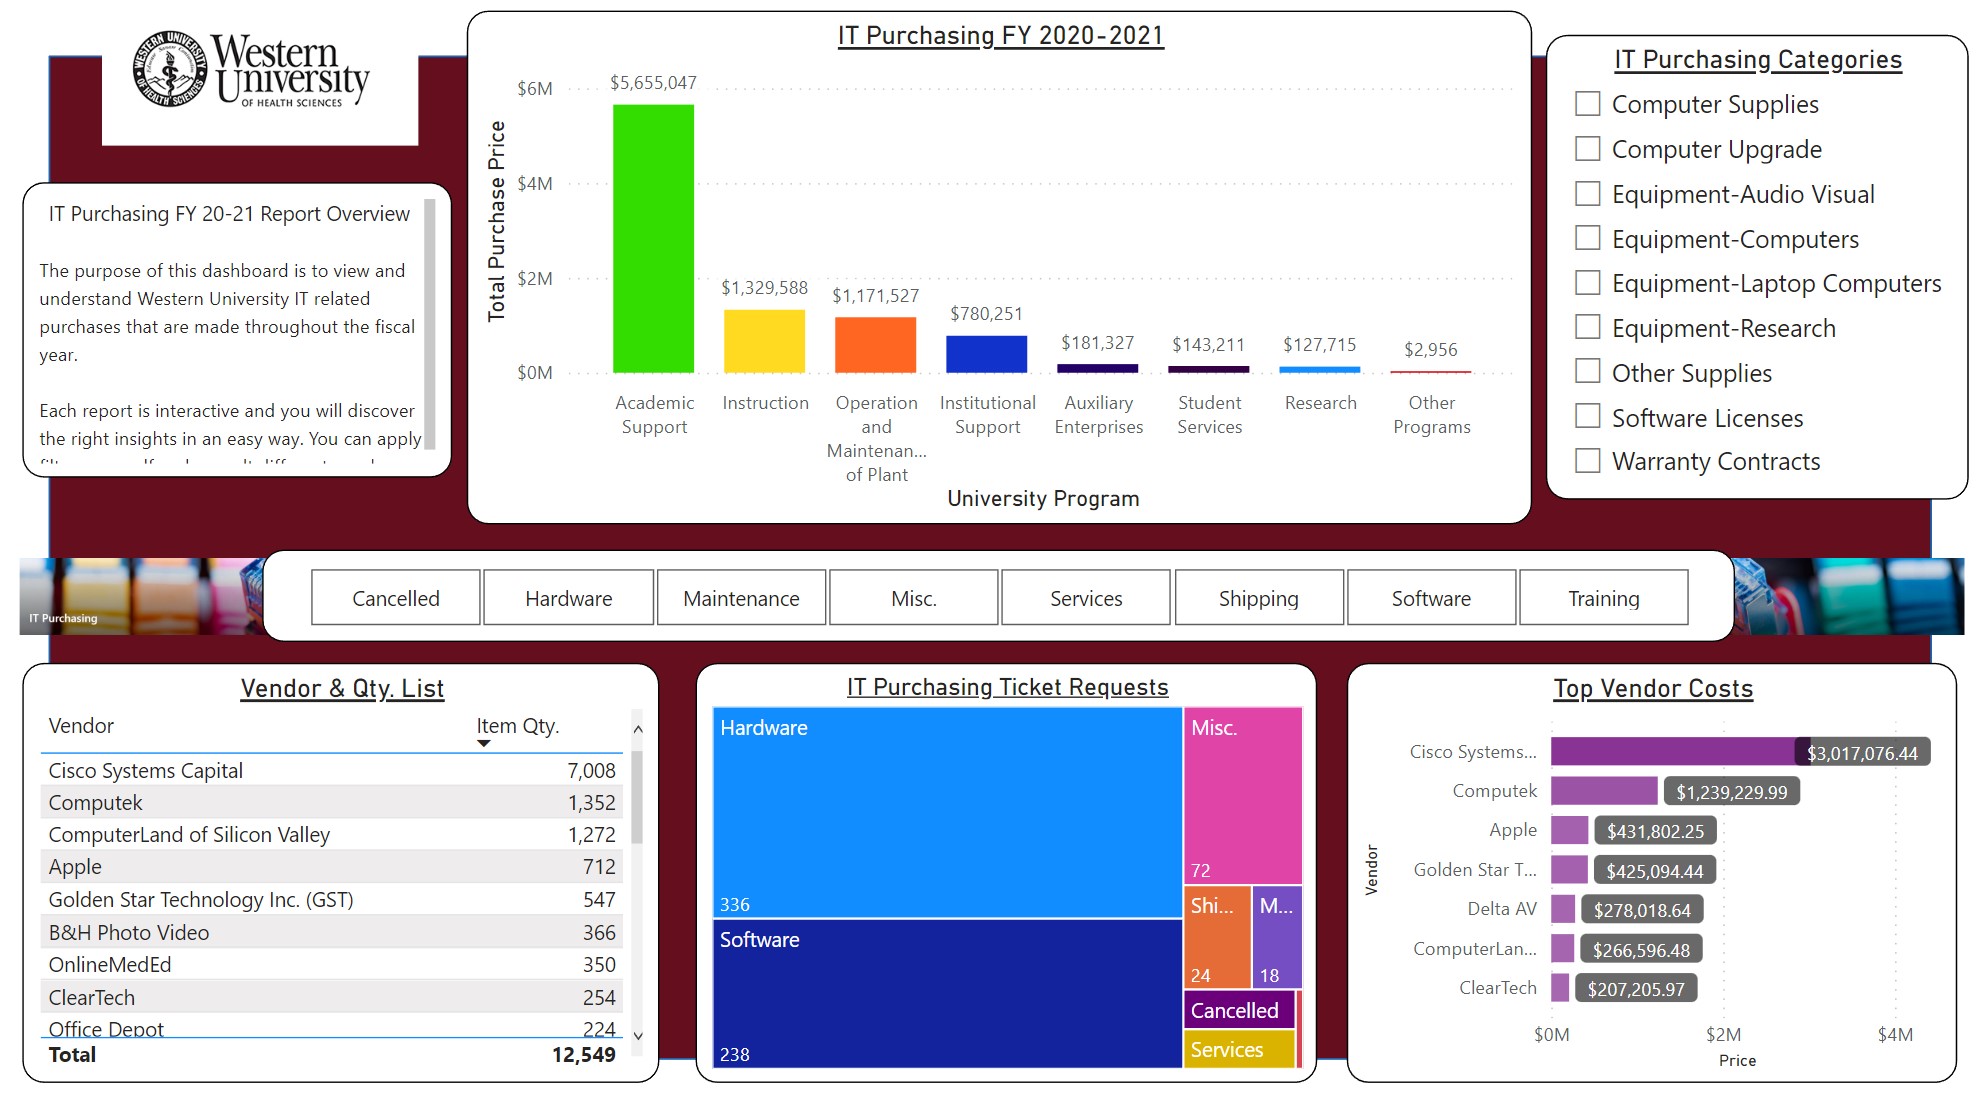 Western
University
OF HEALTH SCIENCES
IT Purchasing FY 20-21 Report Overview
The purpose of this dashboard is to view and
understand Western University IT related
purchases that are made throughout the fiscal
year.
Each report is interactive and you will discover
the right insights in an easy way. You can apply
IT Purchasing FY 2020-2021
Total Purchase Price
$6M
$4M
$2M
$0M
$5,655,047
$1,329,588
$1,171,527
$780,251
$181,327
$143,211
$127,715
$2,956
Academic
Support
Instruction
Operation
and
Maintenan...
of Plant
Institutional
Support
Auxiliary
Enterprises
Student
Services
Research
Other
Programs
University Program
IT Purchasing Categories
Computer Supplies
Computer Upgrade
Equipment-Audio Visual
Equipment-Computers
Equipment-Laptop Computers
Equipment-Research
Other Supplies
Software Licenses
Warranty Contracts
IT Purchasing
Cancelled
Hardware
Maintenance
Misc.
Services
Shipping
Software
Training
Vendor & Qty. List
Vendor Item Qty.
Cisco Systems Capital 7,008
Computek 1,352
ComputerLand of Silicon Valley 1,272
Apple 712
Golden Star Technology Inc. (GST) 547
B&H Photo Video 366
OnlineMedEd 350
ClearTech 254
Office Depot 224
Total 12,549
IT Purchasing Ticket Requests
Hardware
336
Software
238
Misc.
72
Shi...
24
M...
18
Cancelled
Services
Top Vendor Costs
Vendor
Cisco Systems... $3,017,076.44
Computek $1,239,229.99
Apple $431,802.25
Golden Star T... $425,094.44
Delta AV $278,018.64
ComputerLan... $266,596.48
ClearTech $207,205.97
$0M $2M $4M
Price